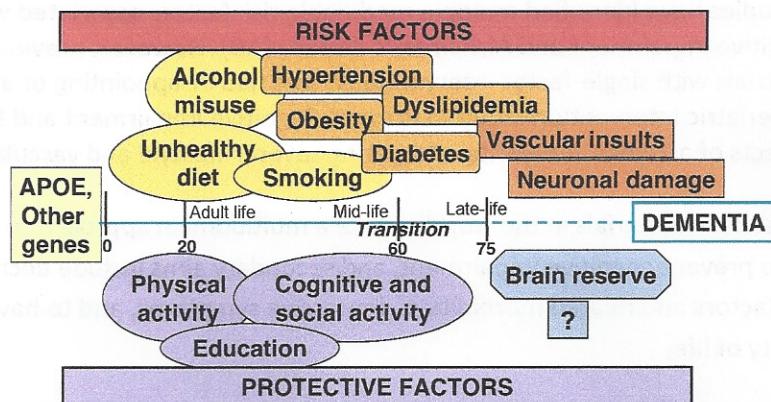 RISK FACTORS
Alcohol
misuse
Hypertension
Dyslipidemia
Obesity
Unhealthy
diet
Smoking
Diabetes
Vascular insults
Neuronal damage
APOE,
Other
genes
Adult life
Mid-life
Late-life
Transition
0
20
60
75
DEMENTIA
Physical
activity
Cognitive and
social activity
Education
Brain reserve
?
PROTECTIVE FACTORS